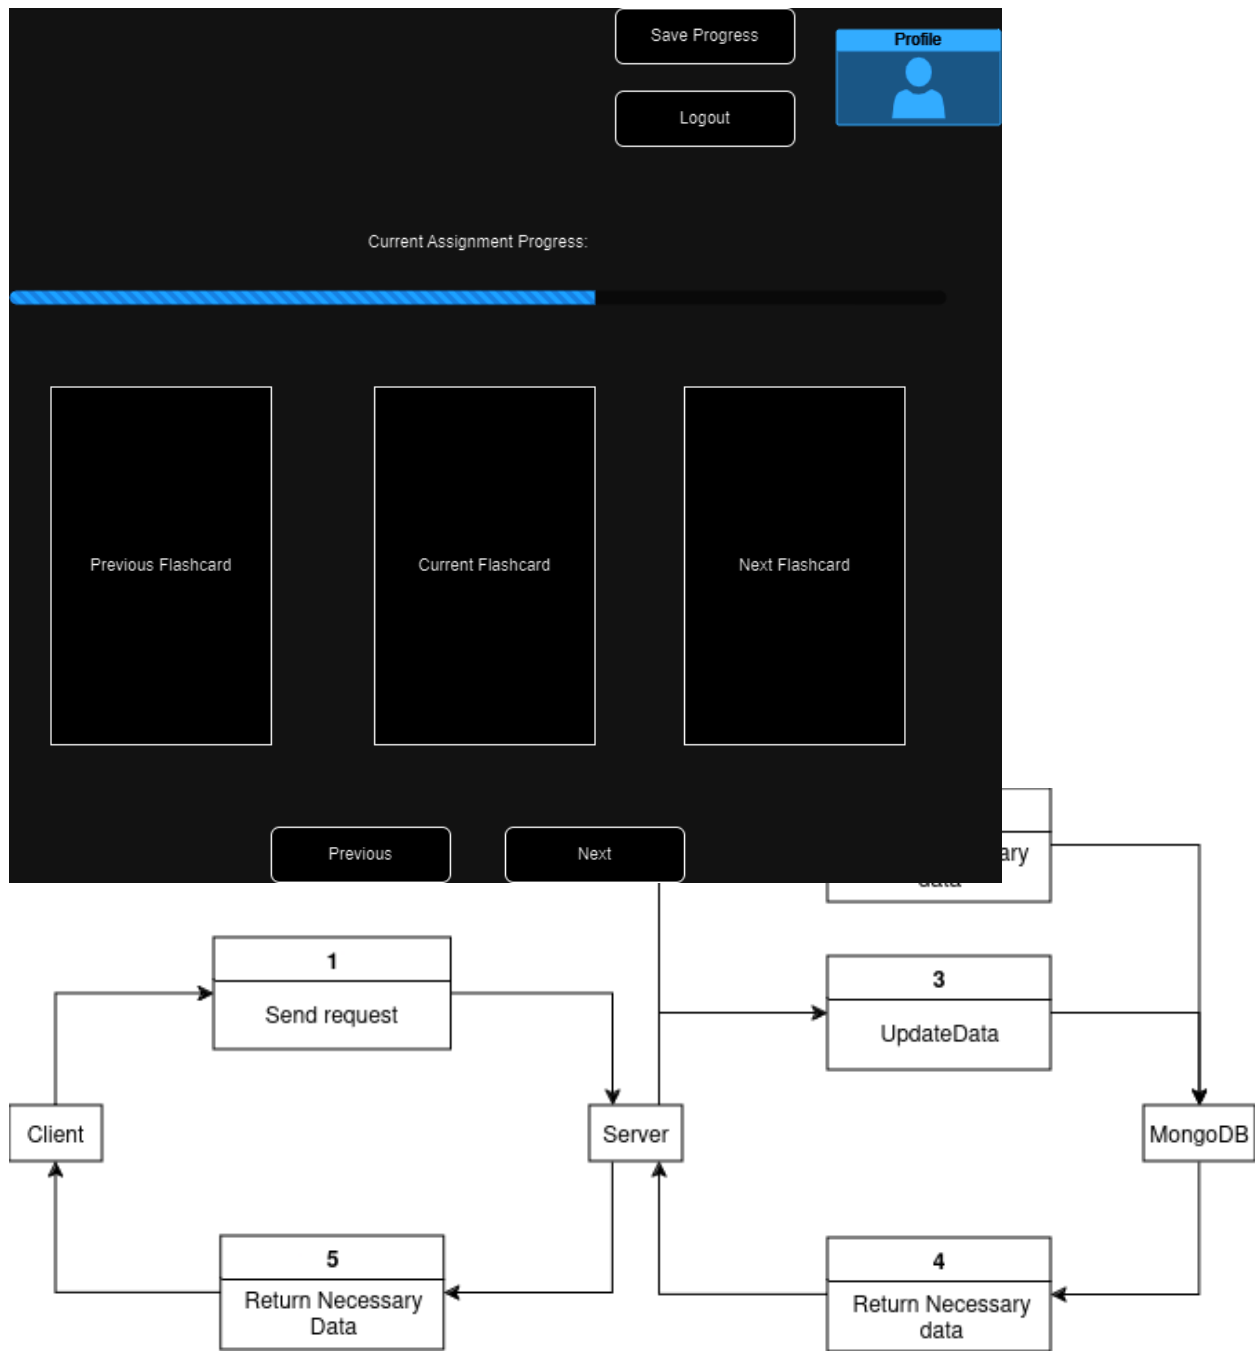 Save Progress
Profile
Logout
Current Assignment Progress:
Previous Flashcard
Current Flashcard
Next Flashcard
Previous
Next
data
1
Send request
3
UpdateData
Client
Server
MongoDB
5
Return Necessary
Data
4
Return Necessary
data